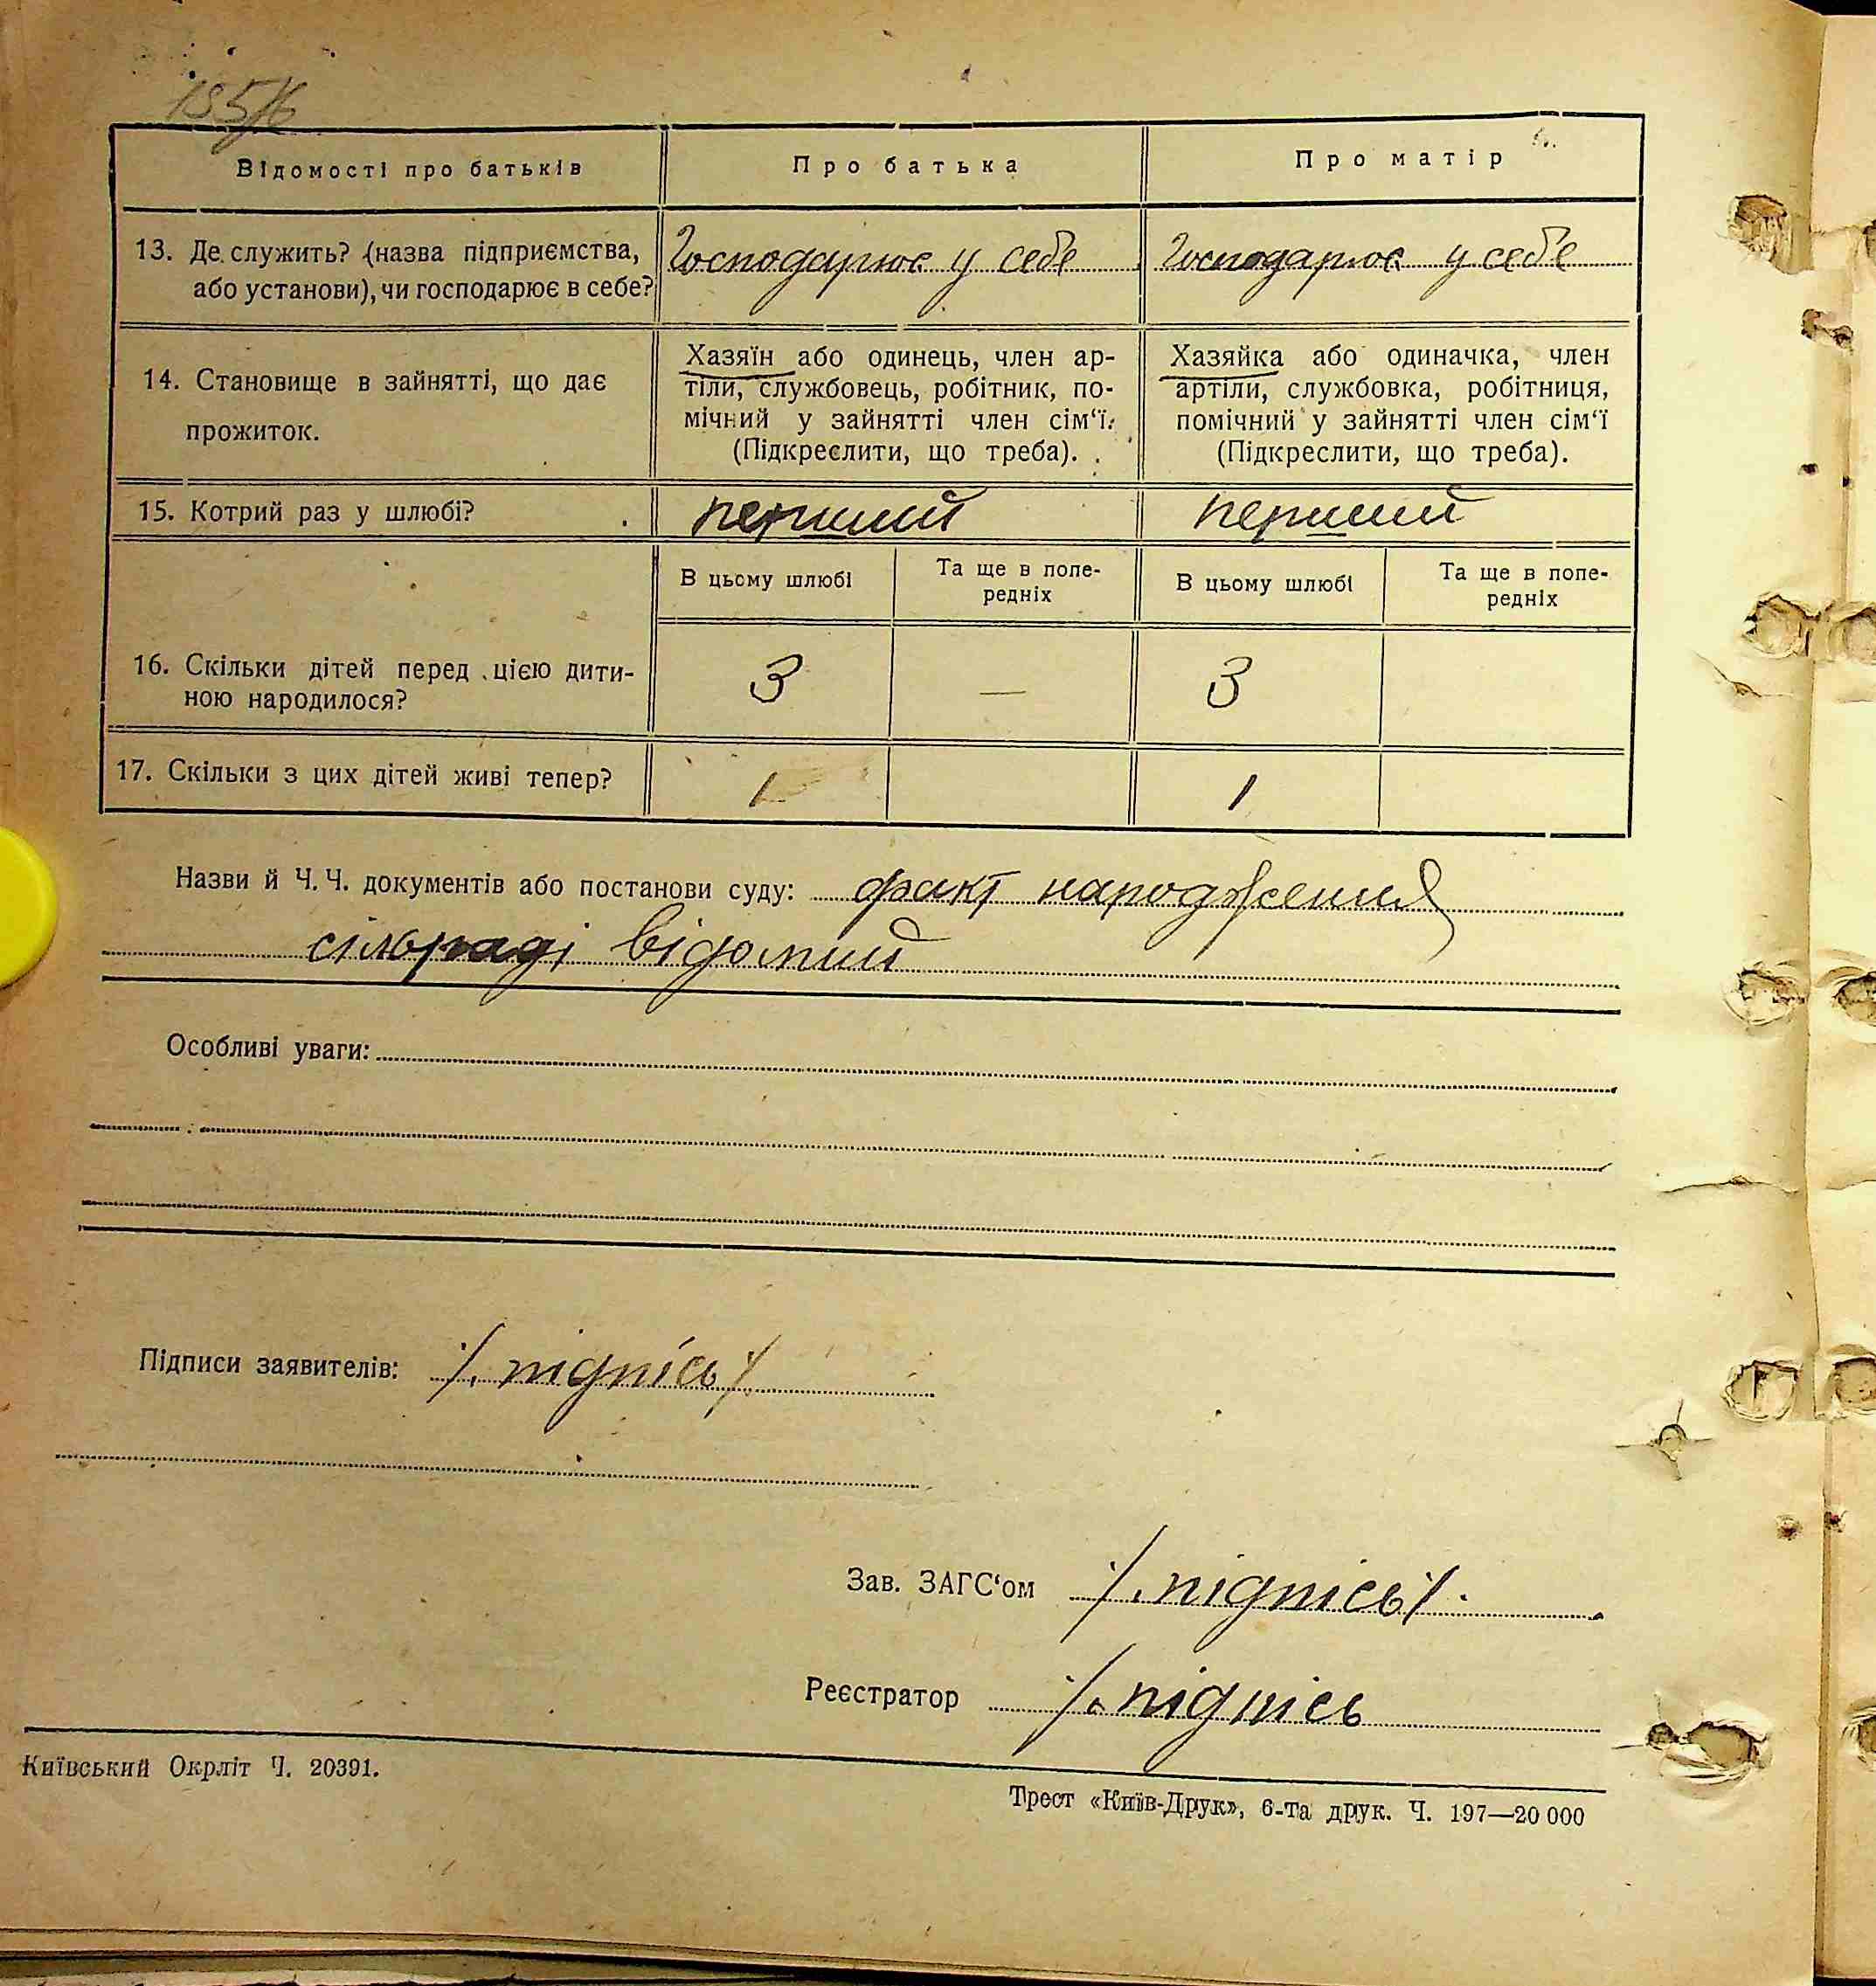 Відомості про батьків
Про батька
Про матір
13. Де служить? (назва підприємства, або установи), чи господарює в себе?
Господарює у себе
Господарює у себе
14. Становище в зайнятті, що дає прожиток.
Хазяїн або одинець, член ар-
тіли, службовець, робітник, по-
мічний у зайнятті член сім‘ї.
(Підкреслити, що треба).
Хазяйка або одиначка, член
артіли, службовка, робітниця,
помічний у зайнятті член сім‘ї
(Підкреслити, що треба).
15. Котрий раз у шлюбі?
перший
перший
В цьому шлюбі
Та ще в попе-
редніх
В цьому шлюбі
Та ще в попе-
редніх
16. Скільки дітей перед цією дити-
ною народилося?
3
—
3
17. Скільки з цих дітей живі тепер?
1
1
Назви й Ч. Ч. документів або постанови суду: факт народження
сільраді відомий
Особливі уваги:
Підписи заявителів: /. підпісь/
Зав. ЗАГС‘ом /. підпісь/.
Реєстратор /. підпісь
Київський Окрліт Ч. 20391.
Трест «Київ-Друк», 6-та друк. Ч. 197—20 000